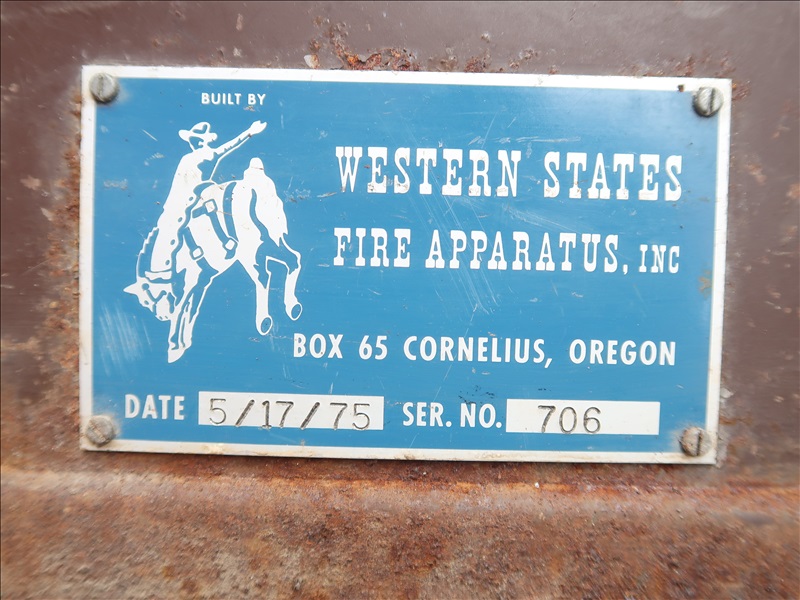 BUILT BY
WESTERN STATES
FIRE APPARATUS, INC
BOX 65 CORNELIUS, OREGON
DATE 5/17/75 SER. NO. 706